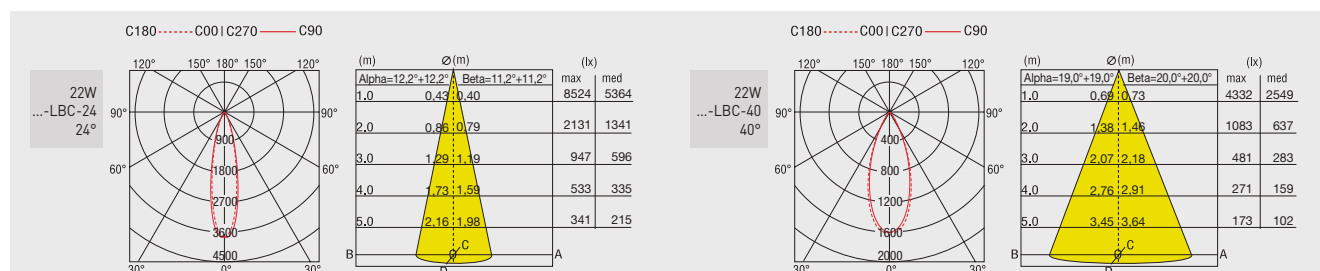 C180 ------- C00 | C270 —— C90
120° 150° 180° 150° 120°
22W
...-LBC-24
24°
90° 90°
60° 60°
900
1800
2700
3600
4500
30° 0° 30°
(m) Ø(m) (lx)
Alpha=12,2°+12,2° Beta=11,2°+11,2° max med
1.0 0,43 0,40 8524 5364
2.0 0,86 0,79 2131 1341
3.0 1,29 1,19 947 596
4.0 1,73 1,59 533 335
5.0 2,16 1,98 341 215
C
B A
C180 ------- C00 | C270 —— C90
120° 150° 180° 150° 120°
22W
...-LBC-40
40°
90° 90°
60° 60°
400
800
1200
1600
2000
30° 0° 30°
(m) Ø(m) (lx)
Alpha=19,0°+19,0° Beta=20,0°+20,0° max med
1.0 0,69 0,73 4332 2549
2.0 1,38 1,46 1083 637
3.0 2,07 2,18 481 283
4.0 2,76 2,91 271 159
5.0 3,45 3,64 173 102
C
B A